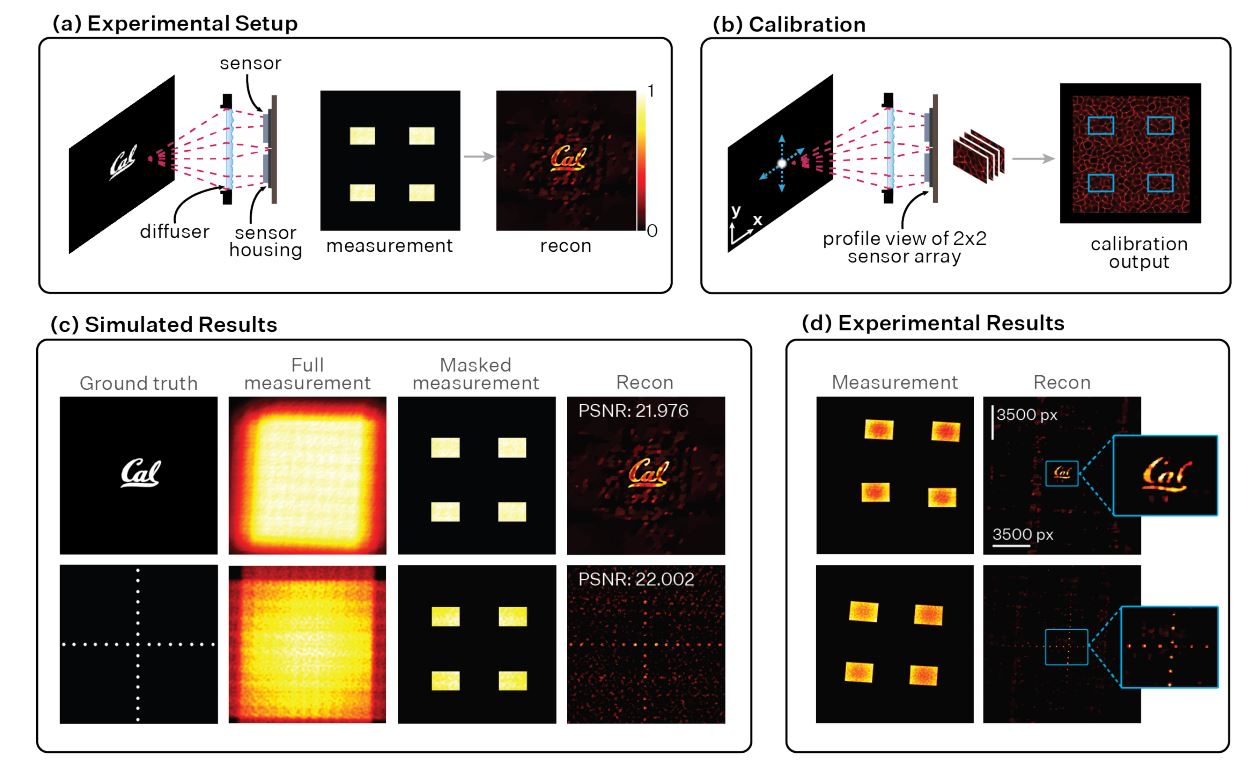 (a) Experimental Setup
sensor
Cal
diffuser
sensor
housing
measurement
Cal
recon
1
0
(b) Calibration
y
x
profile view of 2x2
sensor array
calibration
output
(c) Simulated Results
Ground truth
Full
measurement
Masked
measurement
Recon
Cal
PSNR: 21.976
Cal
PSNR: 22.002
(d) Experimental Results
Measurement
Recon
3500 px
Cal
Cal
3500 px